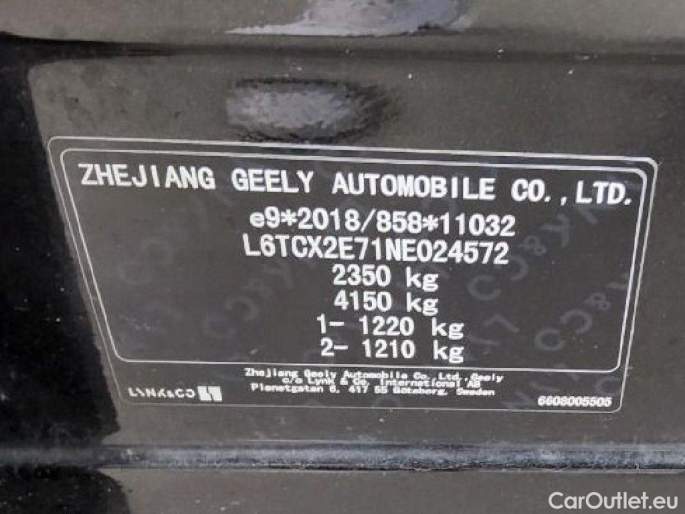 ZHEJIANG GEELY AUTOMOBILE CO.,LTD.
e9*2018/858*11032
L6TCX2E71NE024572
2350 kg
4150 kg
1- 1220 kg
2- 1210 kg
Zhejiang Geely Automobile Co., Ltd., Geely
c/o Lynk & Co. International AB
Planetgatan 6, 417 55 Göteborg, Sweden
LYNK&CO
6608005505
CarOutlet.eu